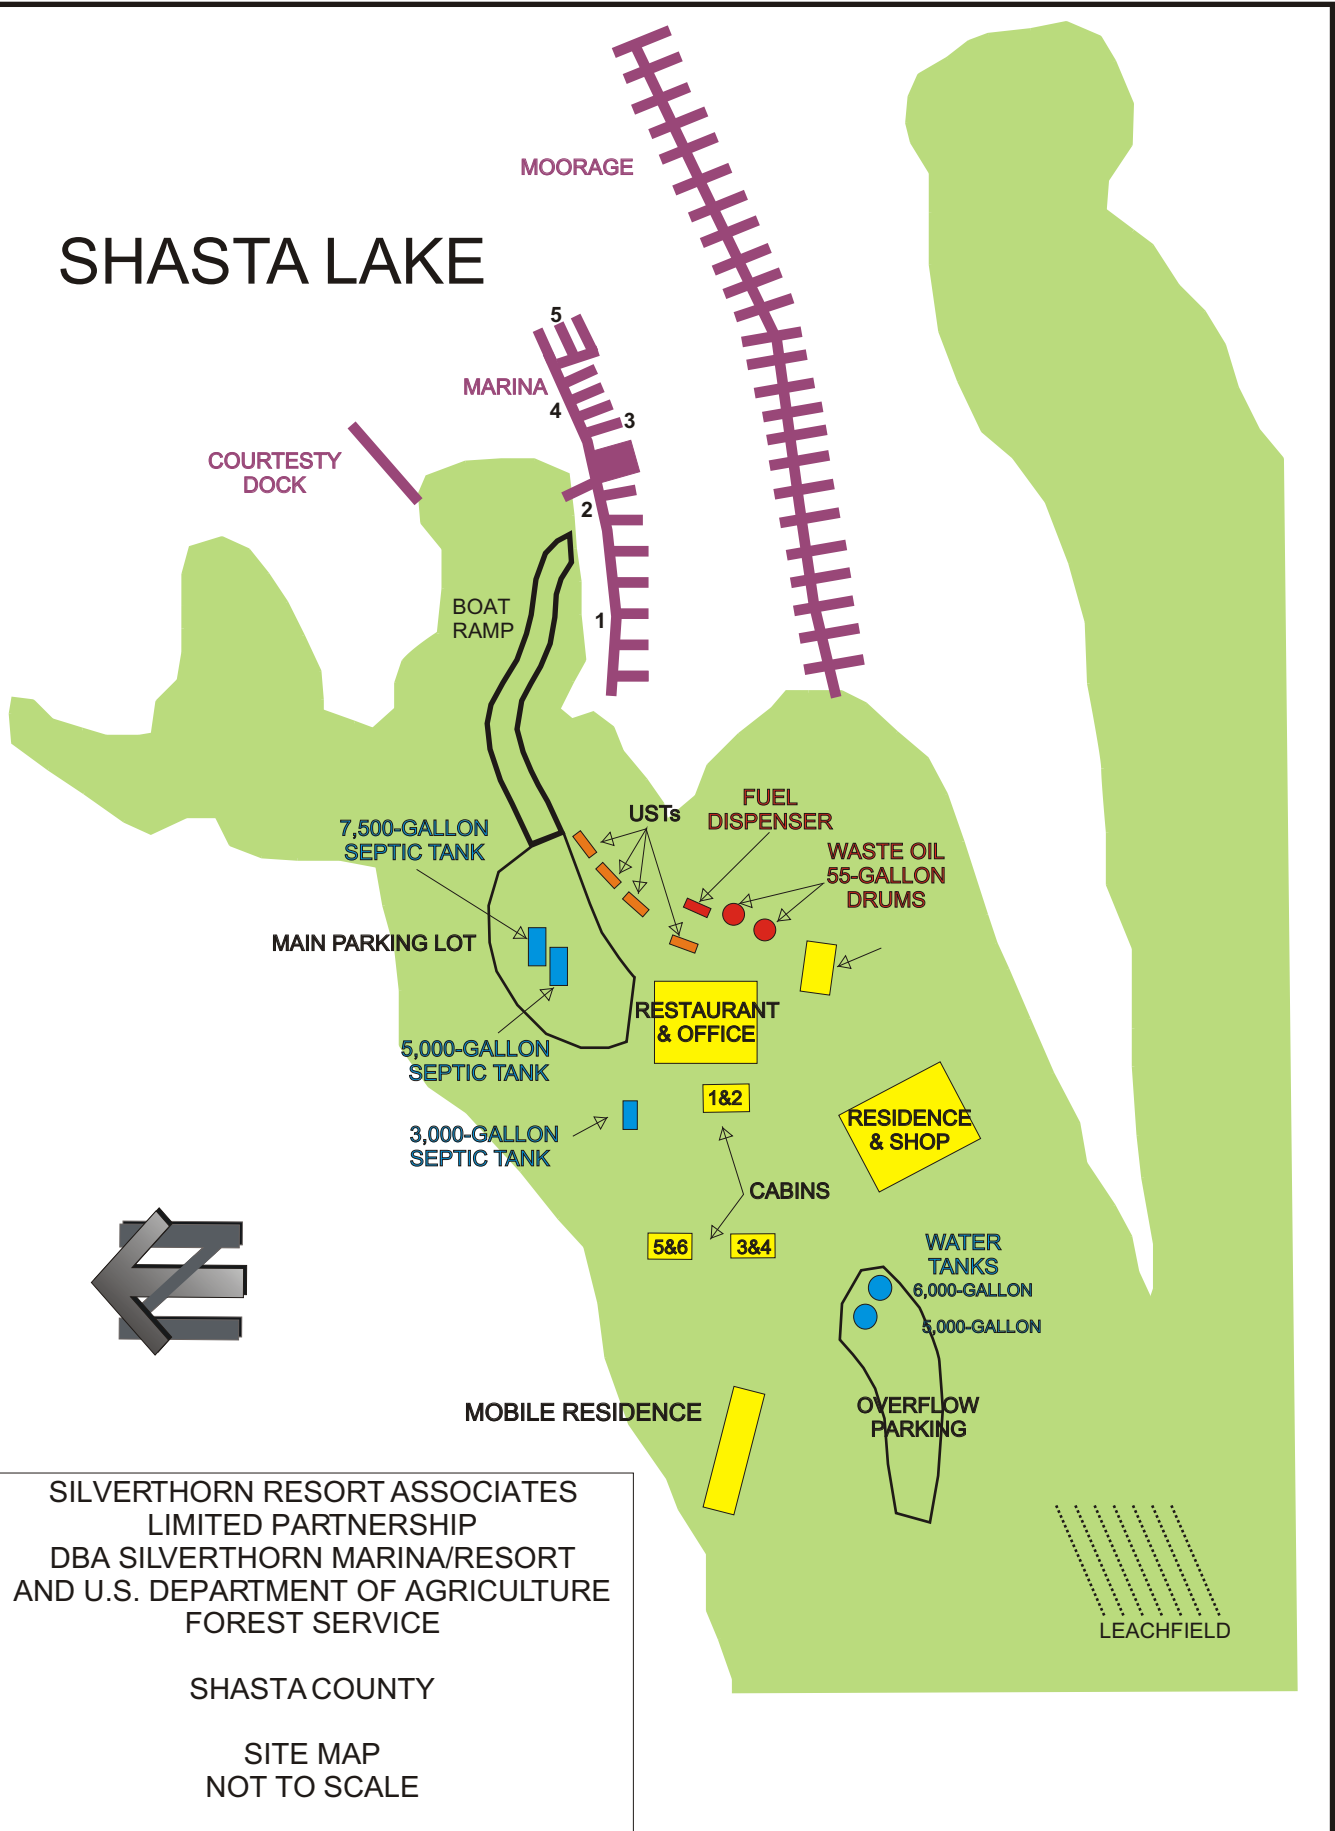 MOORAGE
SHASTA LAKE
5
MARINA
4
3
COURTESTY
DOCK
2
BOAT
RAMP
1
USTs
FUEL
DISPENSER
7,500-GALLON
SEPTIC TANK
WASTE OIL
55-GALLON
DRUMS
MAIN PARKING LOT
RESTAURANT
& OFFICE
5,000-GALLON
SEPTIC TANK
1&2
RESIDENCE
& SHOP
3,000-GALLON
SEPTIC TANK
CABINS
5&6
3&4
WATER
TANKS
6,000-GALLON
5,000-GALLON
Z
MOBILE RESIDENCE
OVERFLOW
PARKING
SILVERTHORN RESORT ASSOCIATES
LIMITED PARTNERSHIP
DBA SILVERTHORN MARINA/RESORT
AND U.S. DEPARTMENT OF AGRICULTURE
FOREST SERVICE
SHASTA COUNTY
SITE MAP
NOT TO SCALE
LEACHFIELD